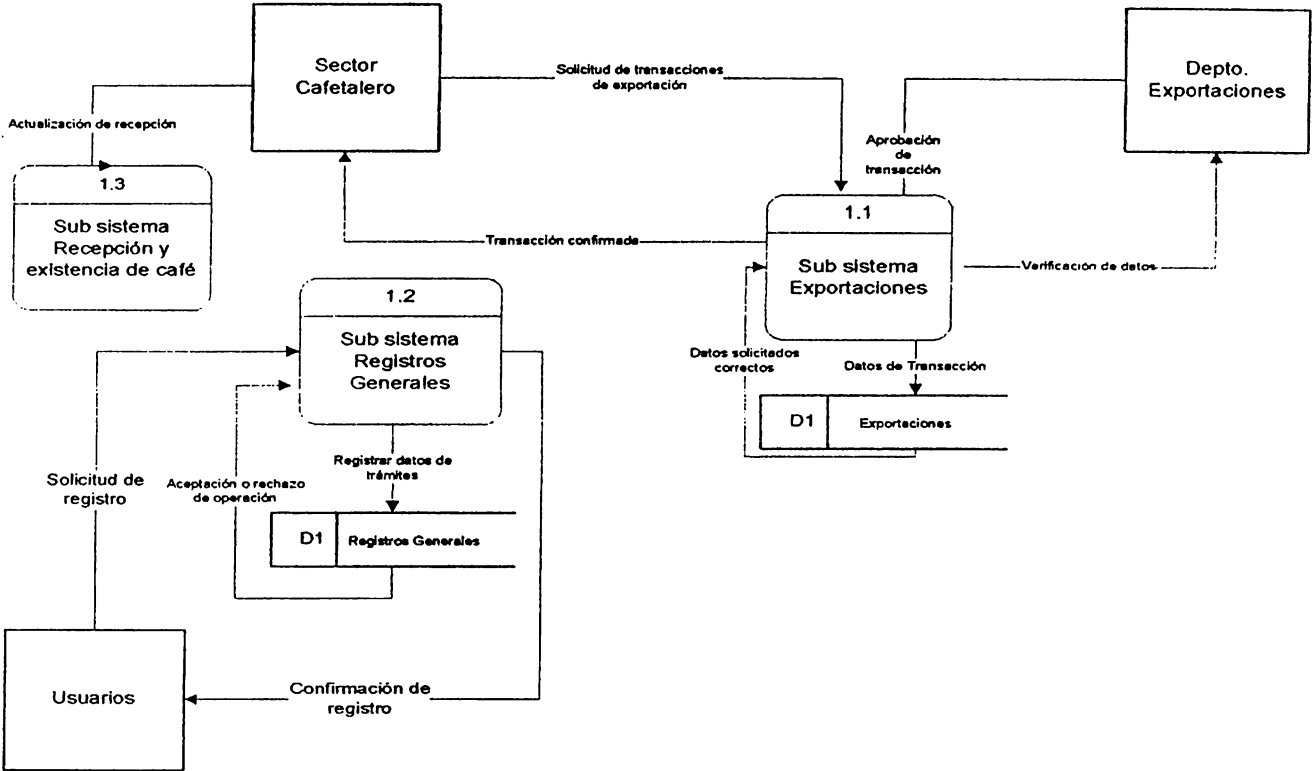 Sector
Cafetalero
Solicitud de transacciones
de exportación
Depto.
Exportaciones
Actualización de recepción
Aprobación
de
transacción
1.3
Sub sistema
Recepción y
existencia de café
1.1
Sub sistema
Exportaciones
Transacción confirmada
Verificación de datos
1.2
Sub sistema
Registros
Generales
Datos solicitados
correctos
Datos de Transacción
D1
Exportaciones
Solicitud de
registro
Aceptación o rechazo
de operación
Registrar datos de
trámites
D1
Registros Generales
Usuarios
Confirmación de
registro